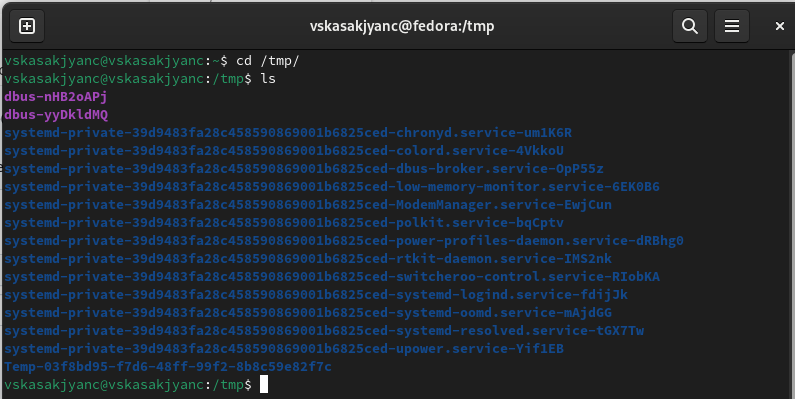 vskasakjyanc@fedora:/tmp
vskasakjyanc@vskasakjyanc:~$ cd /tmp/
vskasakjyanc@vskasakjyanc:/tmp$ ls
dbus-nHB2oAPj
dbus-yyDkldMQ
systemd-private-39d9483fa28c458590869001b6825ced-chronyd.service-um1K6R
systemd-private-39d9483fa28c458590869001b6825ced-colord.service-4VkkoU
systemd-private-39d9483fa28c458590869001b6825ced-dbus-broker.service-OpP55z
systemd-private-39d9483fa28c458590869001b6825ced-low-memory-monitor.service-6EK0B6
systemd-private-39d9483fa28c458590869001b6825ced-ModemManager.service-EwjCun
systemd-private-39d9483fa28c458590869001b6825ced-polkit.service-bqCptv
systemd-private-39d9483fa28c458590869001b6825ced-power-profiles-daemon.service-dRBhg0
systemd-private-39d9483fa28c458590869001b6825ced-rtkit-daemon.service-IMS2nk
systemd-private-39d9483fa28c458590869001b6825ced-switcheroo-control.service-RIobKA
systemd-private-39d9483fa28c458590869001b6825ced-systemd-logind.service-fdijJk
systemd-private-39d9483fa28c458590869001b6825ced-systemd-oomd.service-mAjdGG
systemd-private-39d9483fa28c458590869001b6825ced-systemd-resolved.service-tGX7Tw
systemd-private-39d9483fa28c458590869001b6825ced-upower.service-Yif1EB
Temp-03f8bd95-f7d6-48ff-99f2-8b8c59e82f7c
vskasakjyanc@vskasakjyanc:/tmp$